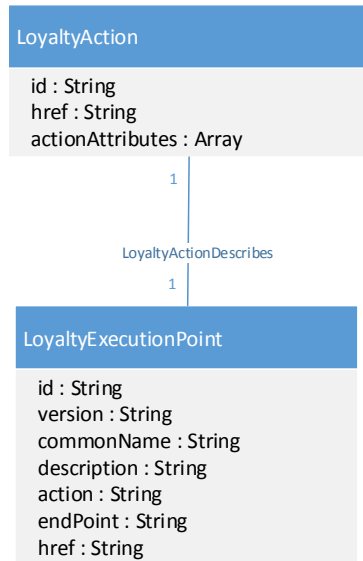 LoyaltyAction
id : String
href : String
actionAttributes : Array
1
LoyaltyActionDescribes
1
LoyaltyExecutionPoint
id : String
version : String
commonName : String
description : String
action : String
endPoint : String
href : String